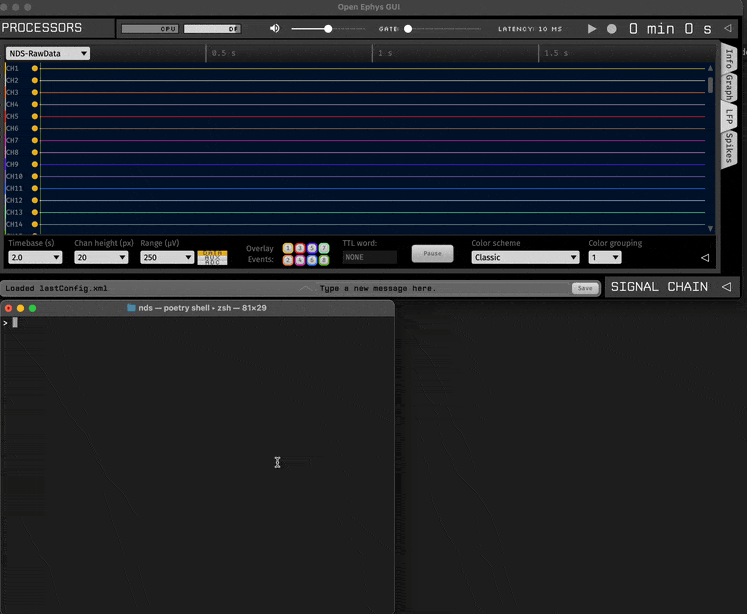 Open Ephys GUI
PROCESSORS
CPU
DF
GATE:
LATENCY: 10 MS
0 min 0 s
NDS-RawData
0.5 s
1 s
1.5 s
Info
Graph
LFP
Spikes
CH1
CH2
CH3
CH4
CH5
CH6
CH7
CH8
CH9
CH10
CH11
CH12
CH13
CH14
Timebase (s)
Chan height (px)
Range (µV)
Overlay
Events:
TTL word:
Color scheme
Color grouping
2.0
20
250
DATA
AUX
ADC
1 3 5 7
2 4 6 8
NONE
Pause
Classic
1
Loaded lastConfig.xml
Type a new message here.
Save
SIGNAL CHAIN
nds — poetry shell • zsh — 81×29
>